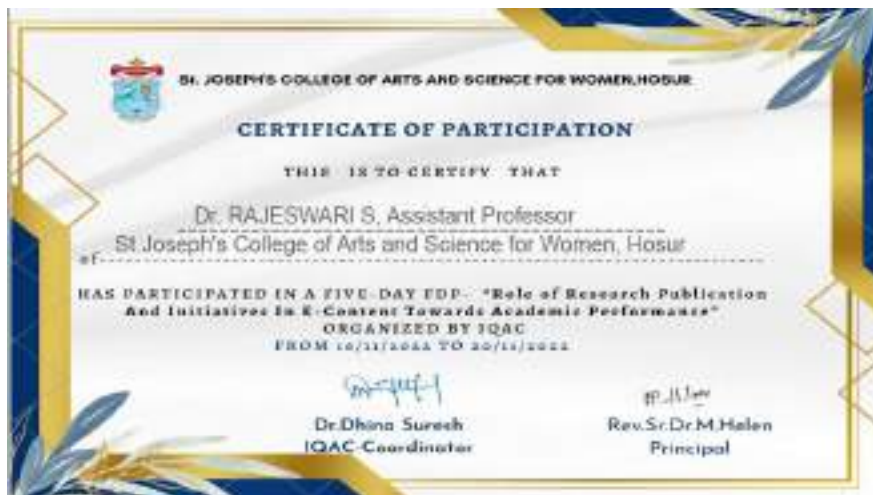 St. JOSEPH'S COLLEGE OF ARTS AND SCIENCE FOR WOMEN,HOSUR
CERTIFICATE OF PARTICIPATION
THIS IS TO CERTIFY THAT
Dr. RAJESWARI S, Assistant Professor
of St.Joseph's College of Arts and Science for Women, Hosur
HAS PARTICIPATED IN A FIVE-DAY FDP- "Role of Research Publication
And Initiatives In E-Content Towards Academic Performance"
ORGANIZED BY IQAC
FROM TO
Dr.Dhina Suresh
IQAC-Coordinator
Rev.Sr.Dr.M.Helen
Principal